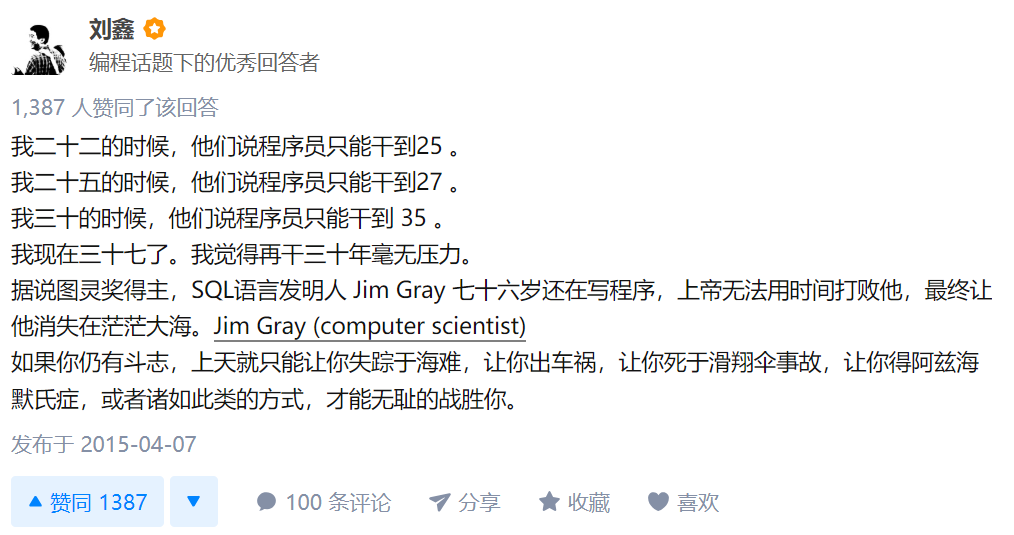 刘鑫
编程话题下的优秀回答者
1,387 人赞同了该回答
我二十二的时候，他们说程序员只能干到25 。
我二十五的时候，他们说程序员只能干到27 。
我三十的时候，他们说程序员只能干到 35 。
我现在三十七了。我觉得再干三十年毫无压力。
据说图灵奖得主，SQL语言发明人 Jim Gray 七十六岁还在写程序，上帝无法用时间打败他，最终让
他消失在茫茫大海。Jim Gray (computer scientist)
如果你仍有斗志，上天就只能让你失踪于海难，让你出车祸，让你死于滑翔伞事故，让你得阿兹海
默氏症，或者诸如此类的方式，才能无耻的战胜你。
发布于 2015-04-07
赞同 1387 100 条评论 分享 收藏 喜欢